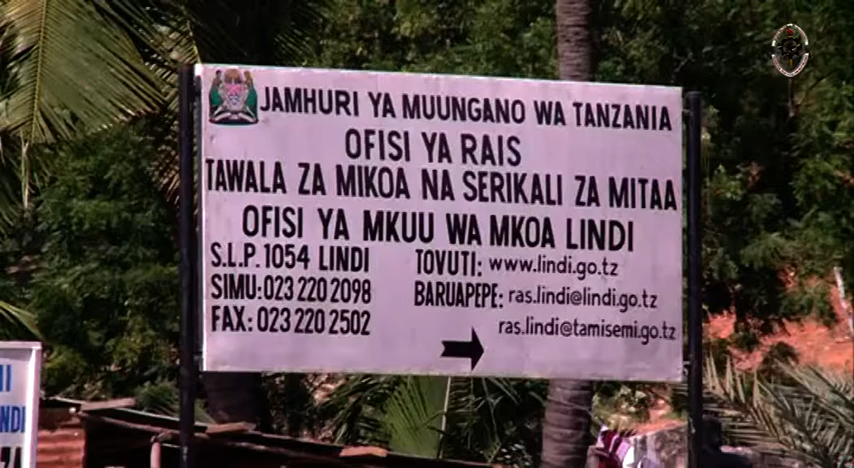 JAMHURI YA MUUNGANO WA TANZANIA
OFISI YA RAIS
TAWALA ZA MIKOA NA SERIKALI ZA MITAA
OFISI YA MKUU WA MKOA LINDI
S.L.P. 1054 LINDI
SIMU: 023 220 2098
FAX: 023 220 2502
TOVUTI: www.lindi.go.tz
BARUAPEPE: ras.lindi@lindi.go.tz
ras.lindi@tamisemi.go.tz